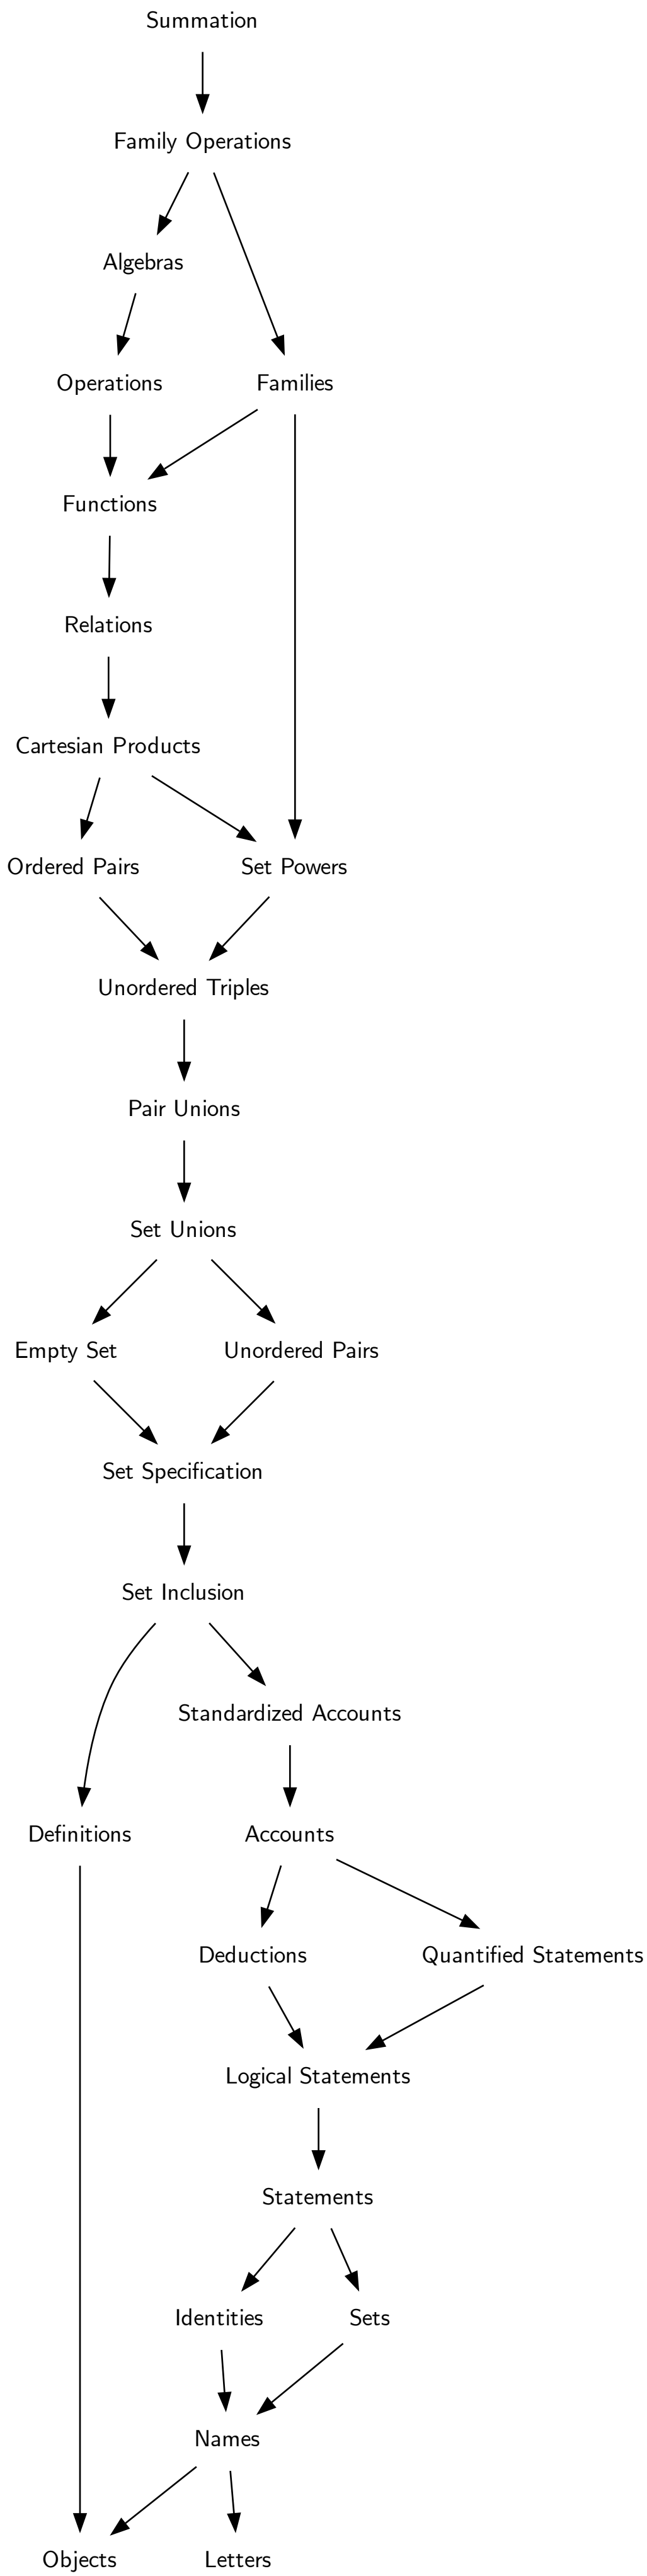 Summation
Family Operations
Algebras
Operations
Families
Functions
Relations
Cartesian Products
Ordered Pairs
Set Powers
Unordered Triples
Pair Unions
Set Unions
Empty Set
Unordered Pairs
Set Specification
Set Inclusion
Standardized Accounts
Definitions
Accounts
Deductions
Quantified Statements
Logical Statements
Statements
Identities
Sets
Names
Objects
Letters